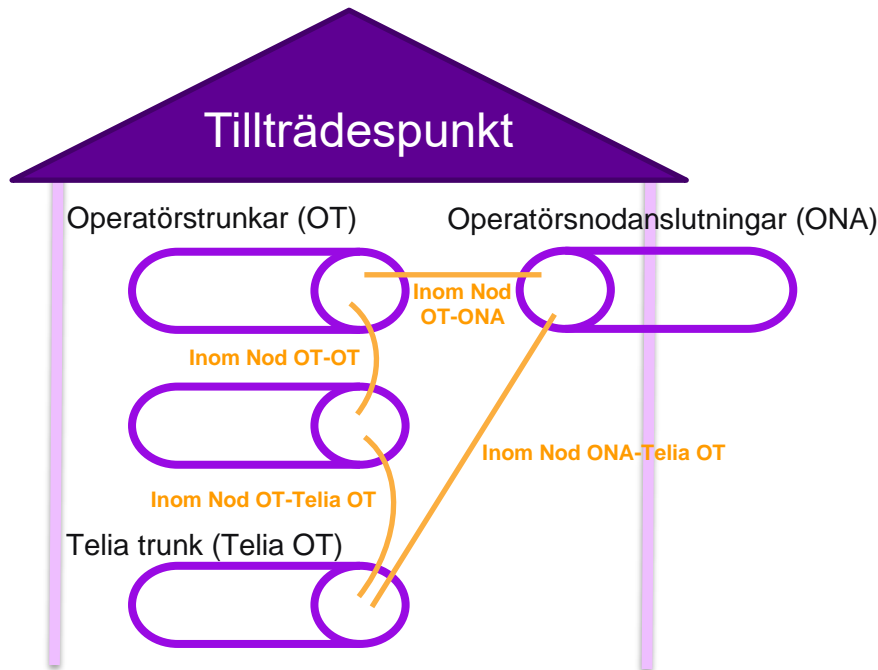 Tillträdespunkt
Operatörstrunkar (OT)
Operatörsnodanslutningar (ONA)
Inom Nod
OT-ONA
Inom Nod OT-OT
Inom Nod ONA-Telia OT
Inom Nod OT-Telia OT
Telia trunk (Telia OT)